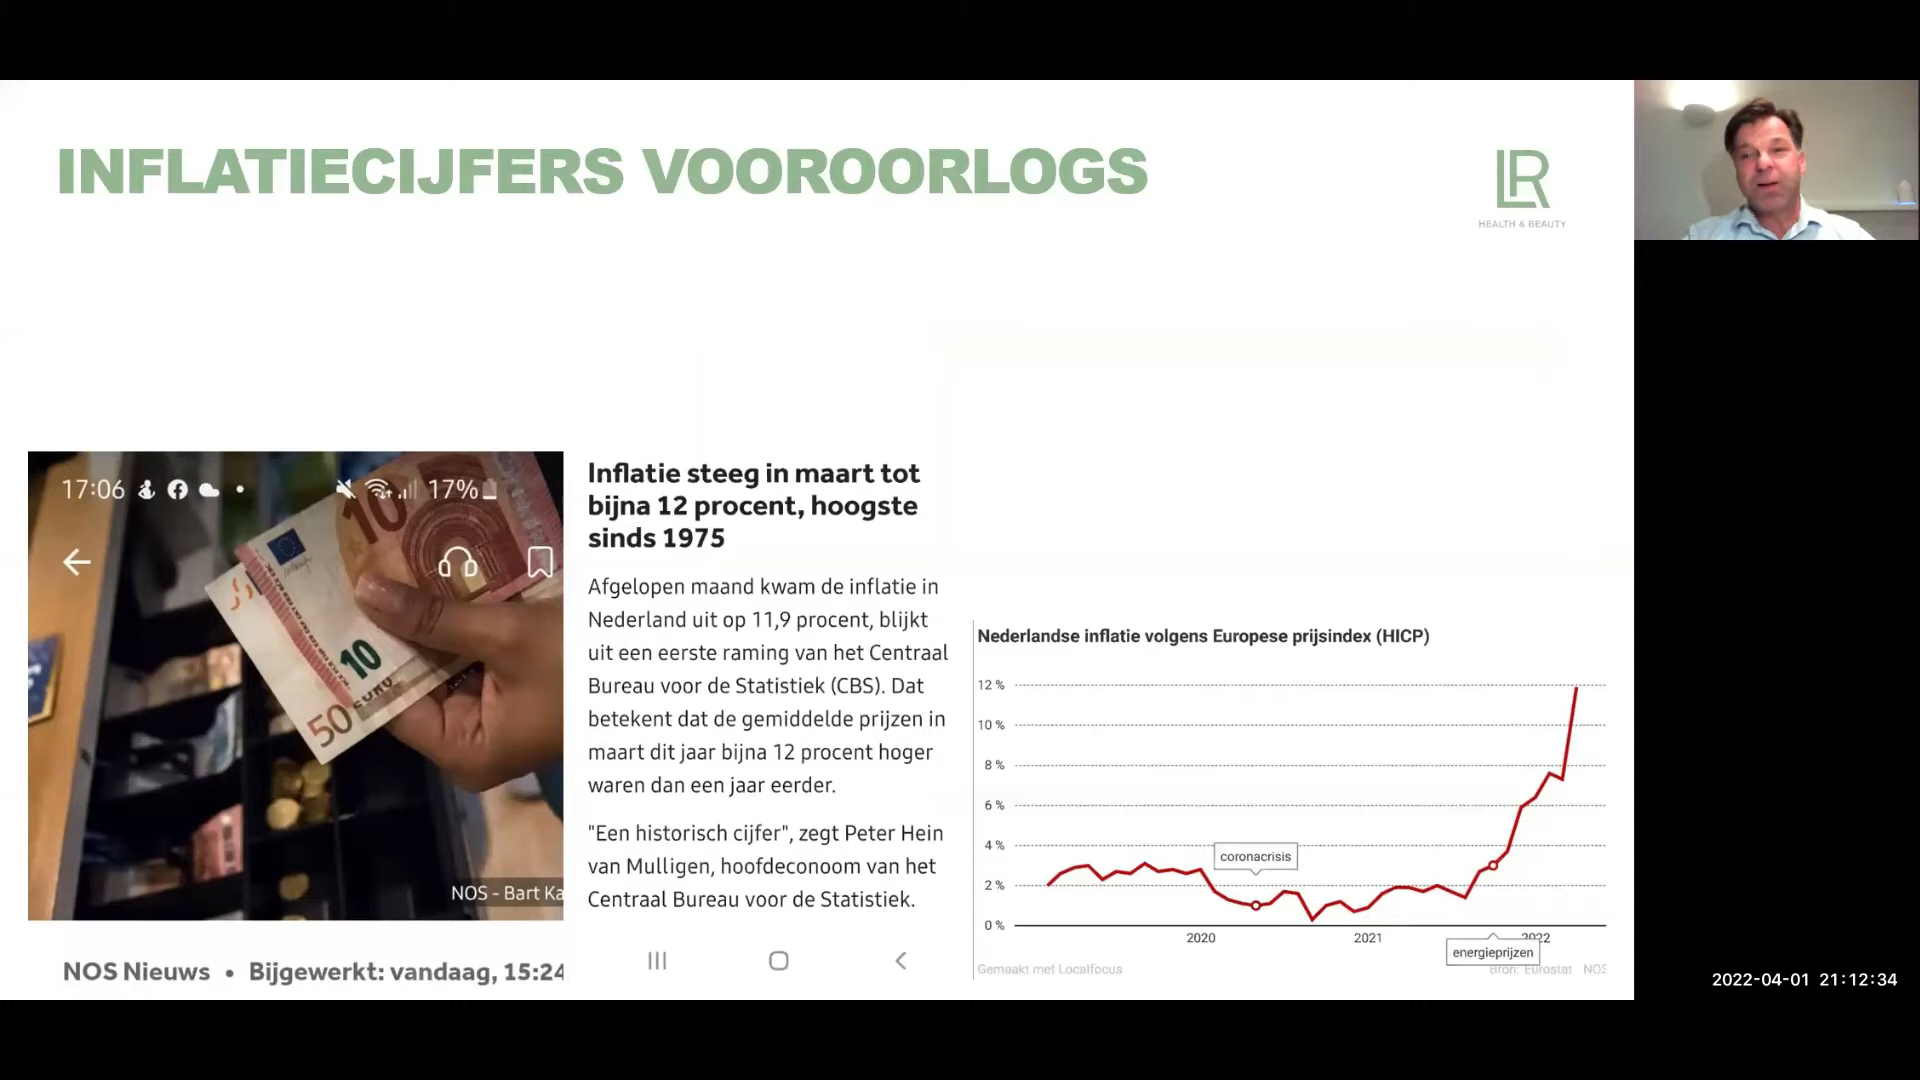 INFLATIECIJFERS VOOROORLOGS
LR
HEALTH & BEAUTY
17:06
17%
10
10
EURO
50
NOS - Bart Ka
NOS Nieuws • Bijgewerkt: vandaag, 15:24
Inflatie steeg in maart tot
bijna 12 procent, hoogste
sinds 1975
Afgelopen maand kwam de inflatie in
Nederland uit op 11,9 procent, blijkt
uit een eerste raming van het Centraal
Bureau voor de Statistiek (CBS). Dat
betekent dat de gemiddelde prijzen in
maart dit jaar bijna 12 procent hoger
waren dan een jaar eerder.
"Een historisch cijfer", zegt Peter Hein
van Mulligen, hoofdeconoom van het
Centraal Bureau voor de Statistiek.
Nederlandse inflatie volgens Europese prijsindex (HICP)
12 %
10 %
8 %
6 %
4 %
2 %
0 %
coronacrisis
2020
2021
2022
energieprijzen
Gemaakt met Localfocus
Bron: Eurostat NOS
2022-04-01 21:12:34